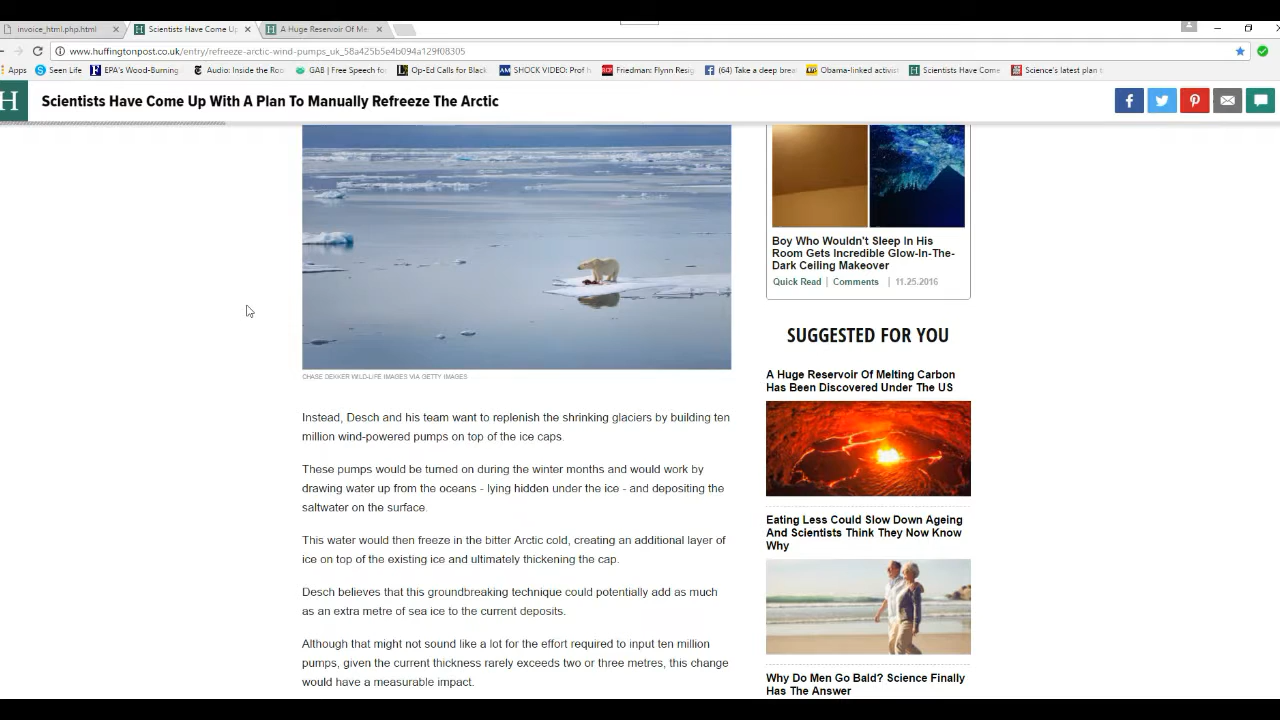 invoice_html.php.html
Scientists Have Come Up
A Huge Reservoir Of Me
www.huffingtonpost.co.uk/entry/refreeze-arctic-wind-pumps_uk_58a425b5e4b094a129f08305
Apps
Seen Life
EPA's Wood-Burning
Audio: Inside the Roo
GAB | Free Speech fo
Op-Ed Calls for Black
SHOCK VIDEO: Prof h
Friedman: Flynn Resig
(64) Take a deep brea
Obama-linked activis
Scientists Have Come
Science's latest plan t
H
Scientists Have Come Up With A Plan To Manually Refreeze The Arctic
CHASE DEKKER WILD-LIFE IMAGES VIA GETTY IMAGES
Instead, Desch and his team want to replenish the shrinking glaciers by building ten
million wind-powered pumps on top of the ice caps.
These pumps would be turned on during the winter months and would work by
drawing water up from the oceans - lying hidden under the ice - and depositing the
saltwater on the surface.
This water would then freeze in the bitter Arctic cold, creating an additional layer of
ice on top of the existing ice and ultimately thickening the cap.
Desch believes that this groundbreaking technique could potentially add as much
as an extra metre of sea ice to the current deposits.
Although that might not sound like a lot for the effort required to input ten million
pumps, given the current thickness rarely exceeds two or three metres, this change
would have a measurable impact.
Boy Who Wouldn't Sleep In His
Room Gets Incredible Glow-In-The-
Dark Ceiling Makeover
Quick Read | Comments | 11.25.2016
SUGGESTED FOR YOU
A Huge Reservoir Of Melting Carbon
Has Been Discovered Under The US
Eating Less Could Slow Down Ageing
And Scientists Think They Now Know
Why
Why Do Men Go Bald? Science Finally
Has The Answer